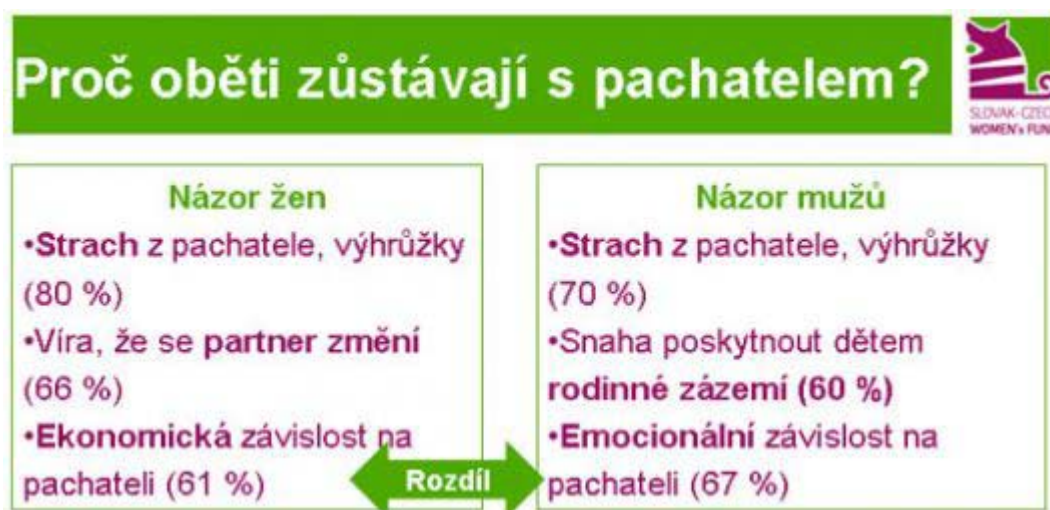 Proč oběti zůstávají s pachatelem?
SLOVAK-CZEC
WOMEN's FUN
Názor žen
•Strach z pachatele, výhrůžky
(80 %)
•Víra, že se partner změní
(66 %)
•Ekonomická závislost na
pachateli (61 %)
Rozdíl
Názor mužů
•Strach z pachatele, výhrůžky
(70 %)
•Snaha poskytnout dětem
rodinné zázemí (60 %)
•Emocionální závislost na
pachateli (67 %)